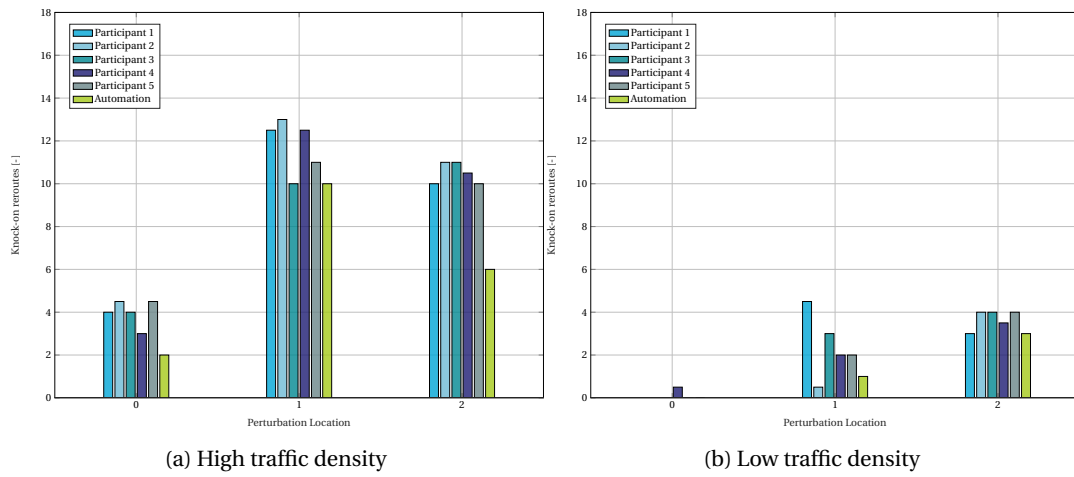 18
16
14
12
10
8
6
4
2
0
Knock-on reroutes [-]
Participant 1
Participant 2
Participant 3
Participant 4
Participant 5
Automation
0
1
2
Perturbation Location
(a) High traffic density
18
16
14
12
10
8
6
4
2
0
Knock-on reroutes [-]
Participant 1
Participant 2
Participant 3
Participant 4
Participant 5
Automation
0
1
2
Perturbation Location
(b) Low traffic density